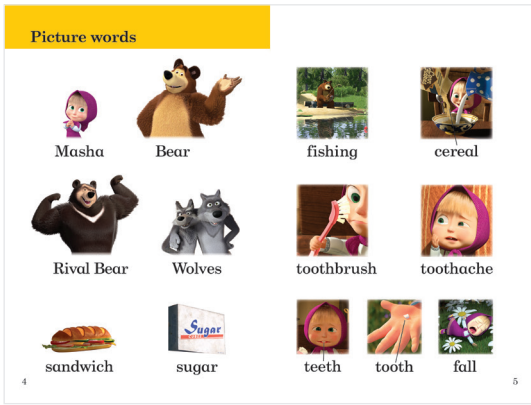 Picture words
Masha
Bear
Rival Bear
Wolves
Sugar
sandwich
sugar
4
fishing
cereal
toothbrush
toothache
teeth
tooth
fall
5